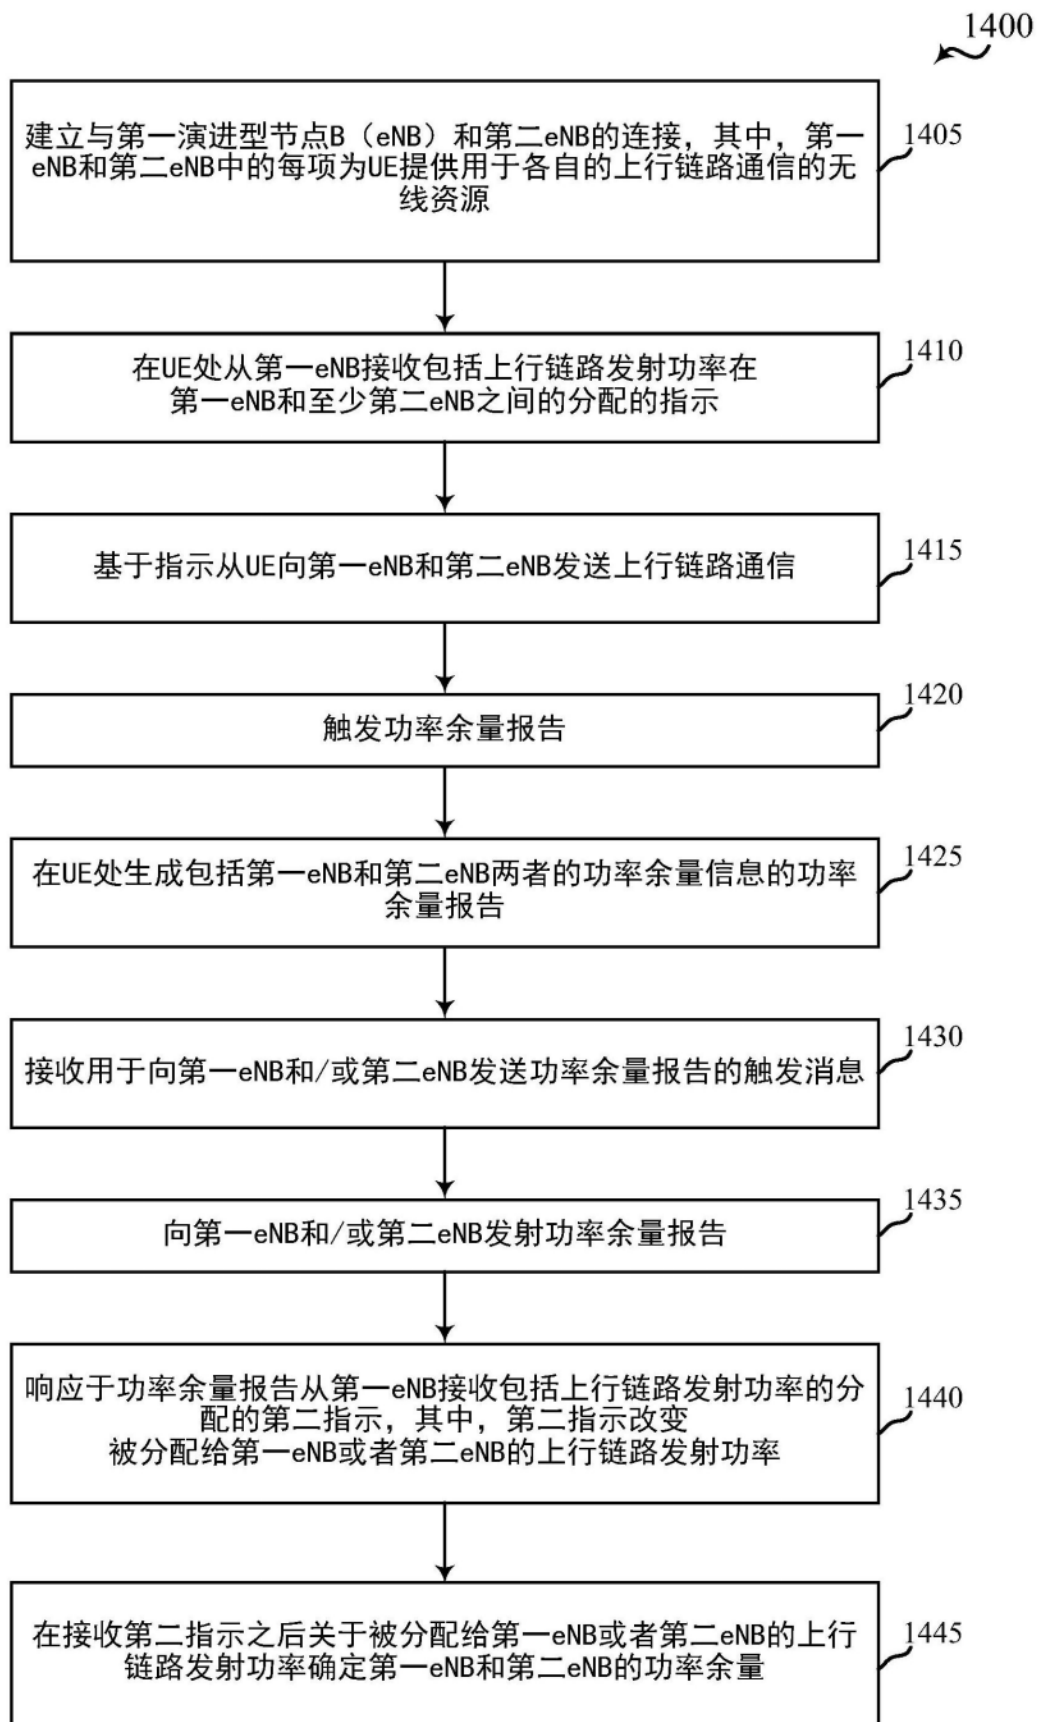 1400
建立与第一演进型节点B（eNB）和第二eNB的连接，其中，第一
eNB和第二eNB中的每项为UE提供用于各自的上行链路通信的无
线资源
1405
在UE处从第一eNB接收包括上行链路发射功率在
第一eNB和至少第二eNB之间的分配的指示
1410
基于指示从UE向第一eNB和第二eNB发送上行链路通信
1415
触发功率余量报告
1420
在UE处生成包括第一eNB和第二eNB两者的功率余量信息的功率
余量报告
1425
接收用于向第一eNB和/或第二eNB发送功率余量报告的触发消息
1430
向第一eNB和/或第二eNB发射功率余量报告
1435
响应于功率余量报告从第一eNB接收包括上行链路发射功率的分
配的第二指示，其中，第二指示改变
被分配给第一eNB或者第二eNB的上行链路发射功率
1440
在接收第二指示之后关于被分配给第一eNB或者第二eNB的上行
链路发射功率确定第一eNB和第二eNB的功率余量
1445